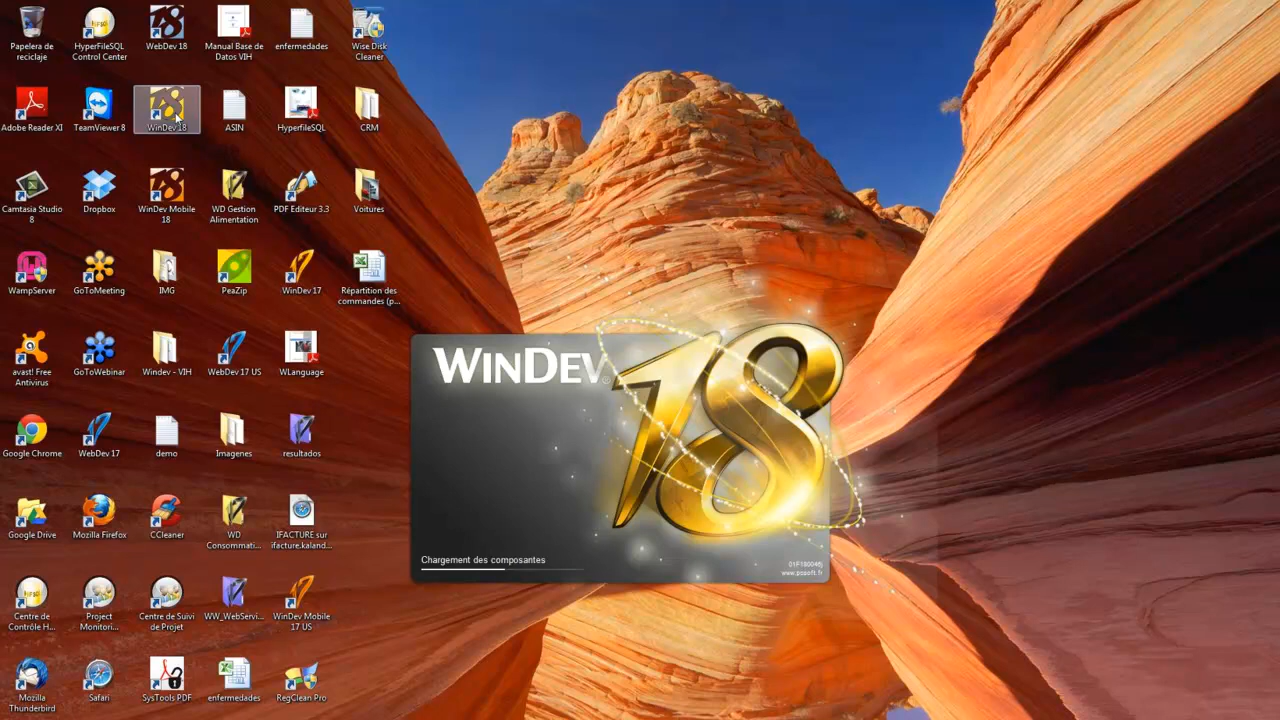 Papelera de
reciclaje
HyperFileSQL
Control Center
WebDev 18
Manual Base de
Datos VIH
enfermedades
Wise Disk
Cleaner
Adobe Reader XI
TeamViewer 8
WinDev 18
ASIN
HyperfileSQL
CRM
Camtasia Studio
8
Dropbox
WinDev Mobile
18
WD Gestion
Alimentation
PDF Editeur 3.3
Voitures
WampServer
GoToMeeting
IMG
PeaZip
WinDev 17
Répartition des
commandes (p...
avast! Free
Antivirus
GoToWebinar
Windev - VIH
WebDev 17 US
WLanguage
WINDEV®
18
Google Chrome
WebDev 17
demo
Imagenes
resultados
Google Drive
Mozilla Firefox
CCleaner
WD
Consommati...
IFACTURE sur
ifacture.kaland...
Chargement des composantes
www.pcsoft.fr
Centre de
Contrôle H...
Project
Monitori...
Centre de Suivi
de Projet
WW_WebServi...
WinDev Mobile
17 US
Mozilla
Thunderbird
Safari
SysTools PDF
enfermedades
RegClean Pro